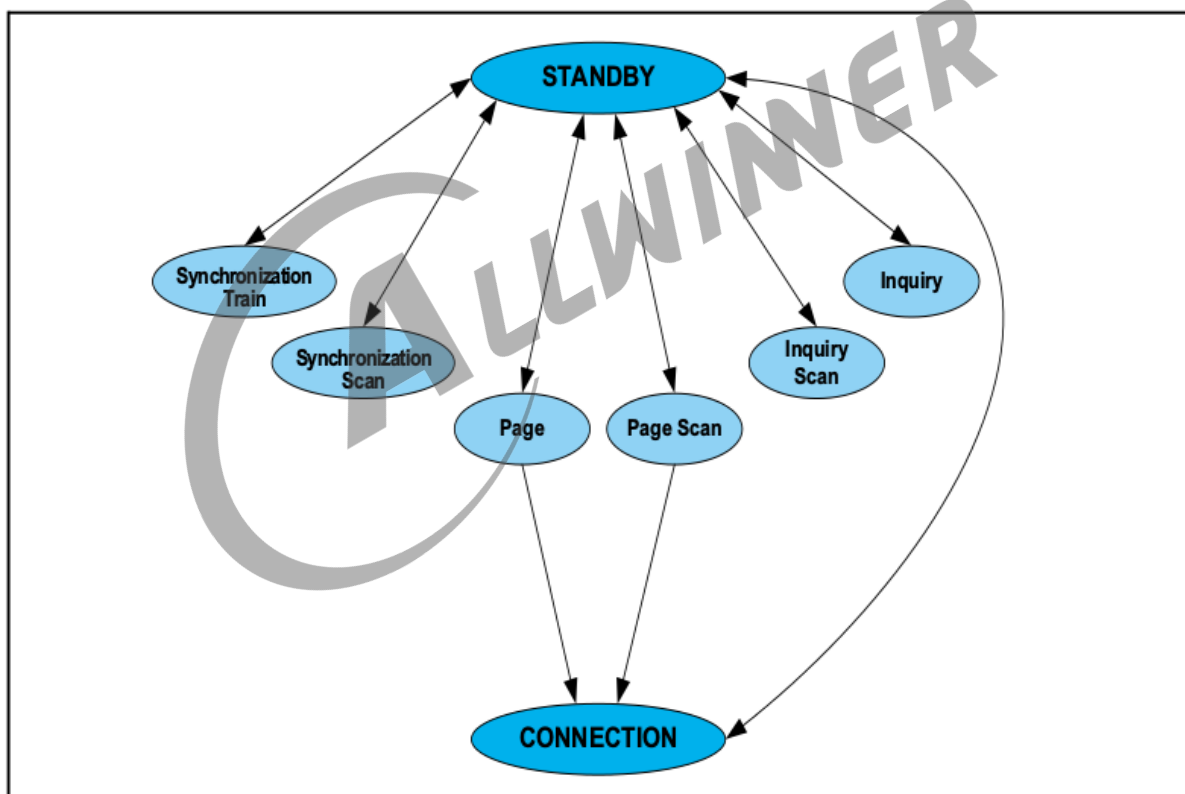 STANDBY
ALLWINNER
Synchronization
Train
Inquiry
Synchronization
Scan
Inquiry
Scan
Page
Page Scan
CONNECTION